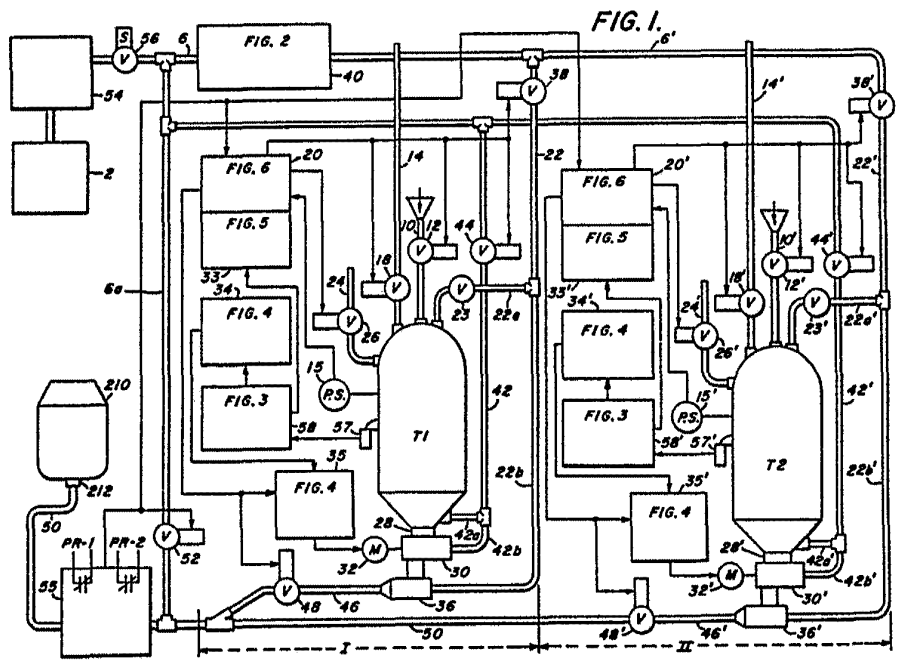 FIG. 1.
S
V 56
6
FIG. 2
40
6'
54
2
V 38
14'
38' V
14
22
22'
FIG. 6
20
FIG. 5
33
10 V 12
44 V
FIG. 6
20'
FIG. 5
33'
10' V 12'
44' V
6a
34
FIG. 4
24
V 26
18 V
V 23
22a
34'
FIG. 4
24'
V 26'
18' V
V 23'
22a'
210
212
50
FIG. 3
58
15
P.S.
57
T1
42
FIG. 3
58'
15'
P.S.
57'
T2
42'
35
FIG. 4
22b
35'
FIG. 4
22b'
PR-1
PR-2
V 52
28
42a
42b
M 32
30
28'
42a'
42b'
M 32'
30'
55
V 48
46
36
48' V
46'
36'
50
I
II